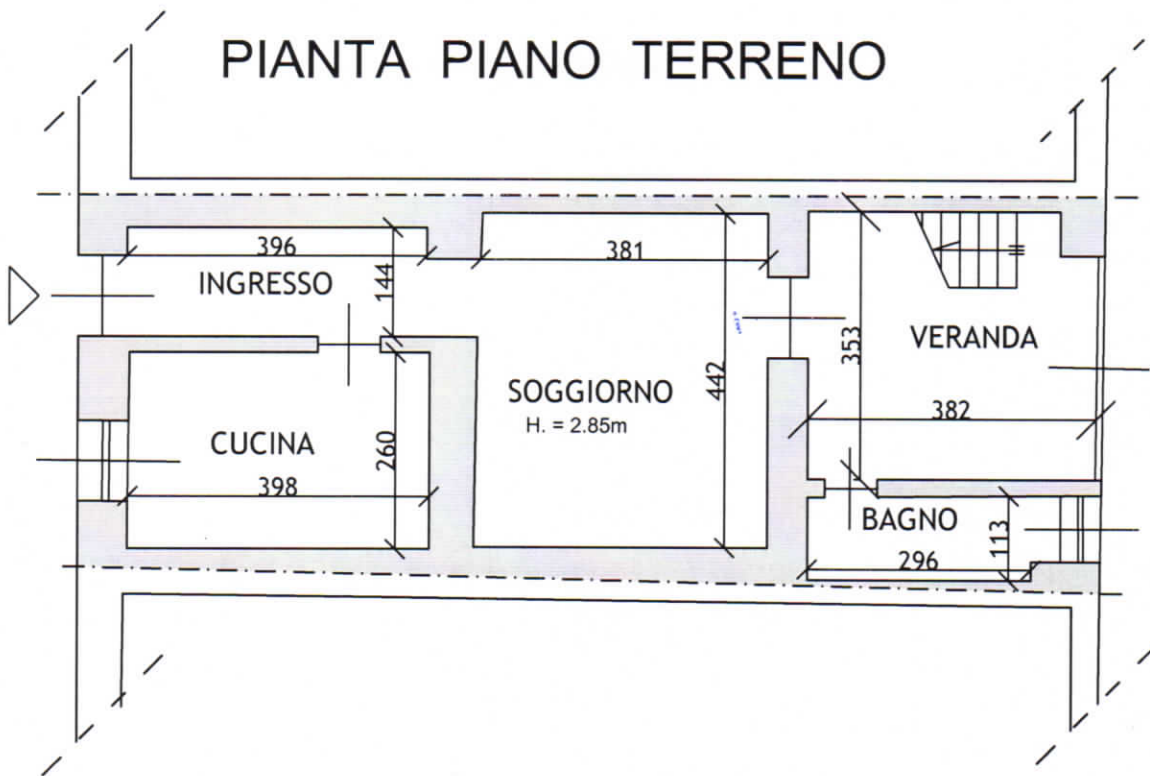 PIANTA PIANO TERRENO
396
381
INGRESSO
144
353
VERANDA
SOGGIORNO
H. = 2.85m
442
382
CUCINA
260
398
BAGNO
113
296